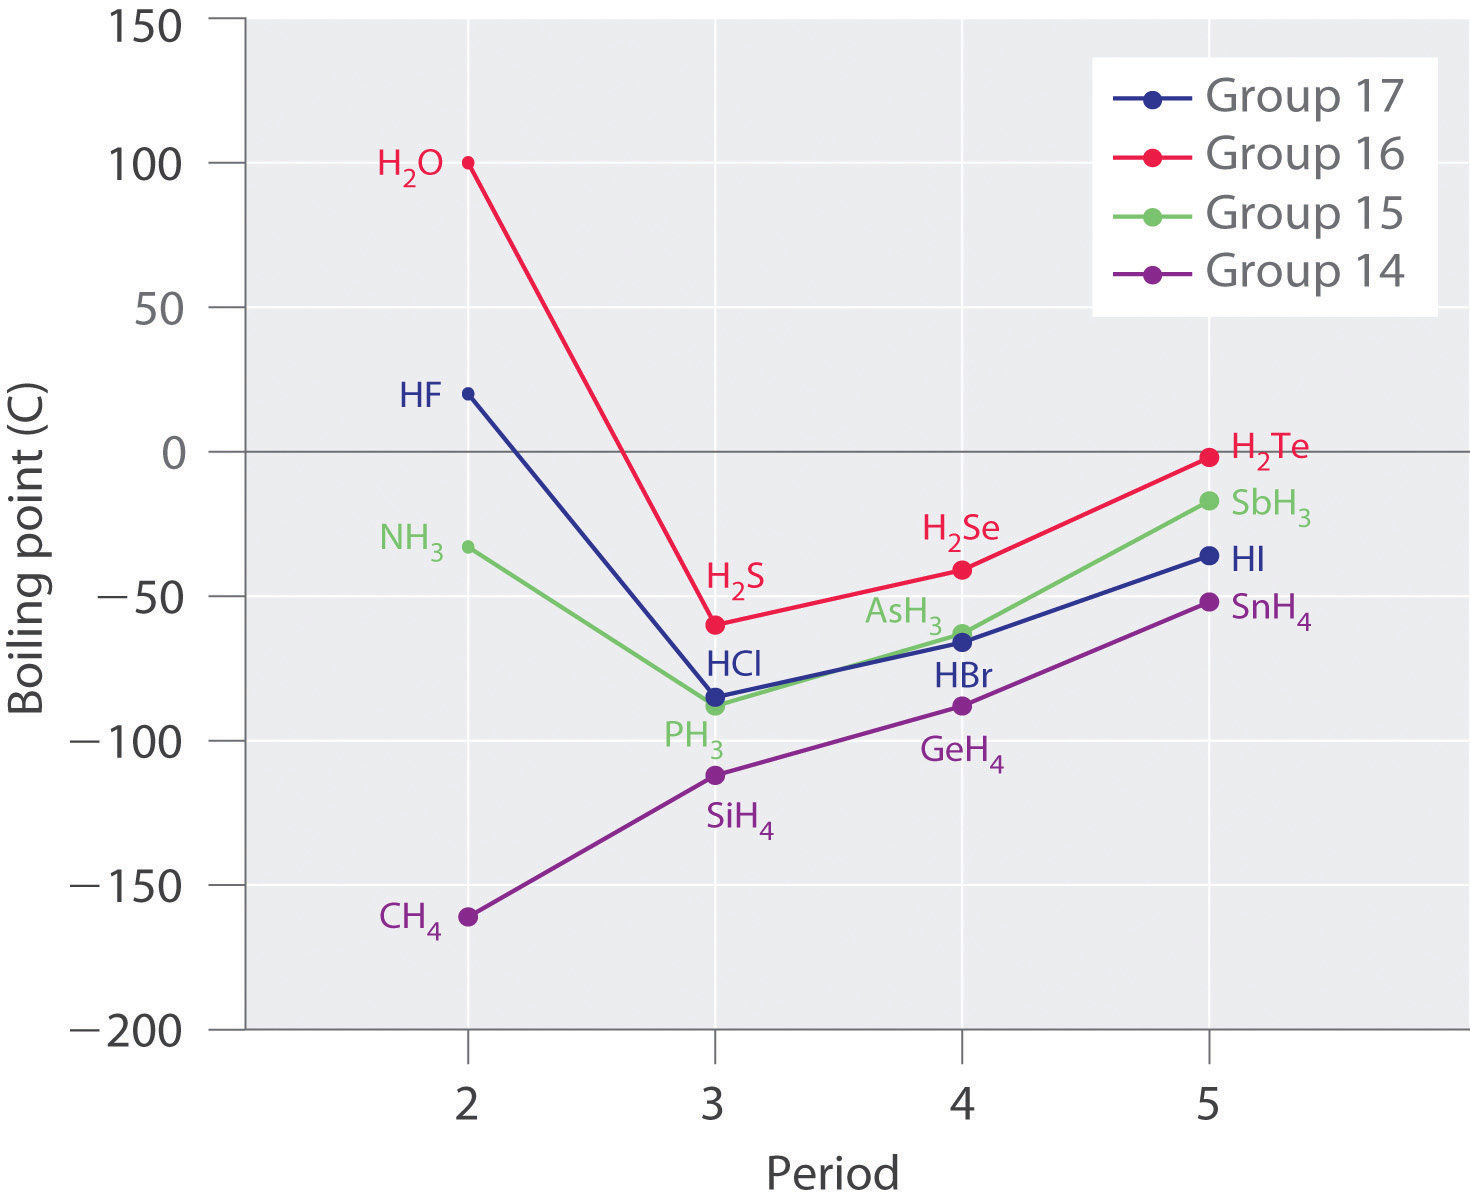 150
100
50
0
−50
−100
−150
−200
Boiling point (C)
2
3
4
5
Period
Group 17
Group 16
Group 15
Group 14
H₂O
HF
NH₃
CH₄
H₂S
HCl
PH₃
SiH₄
H₂Se
AsH₃
HBr
GeH₄
H₂Te
SbH₃
HI
SnH₄